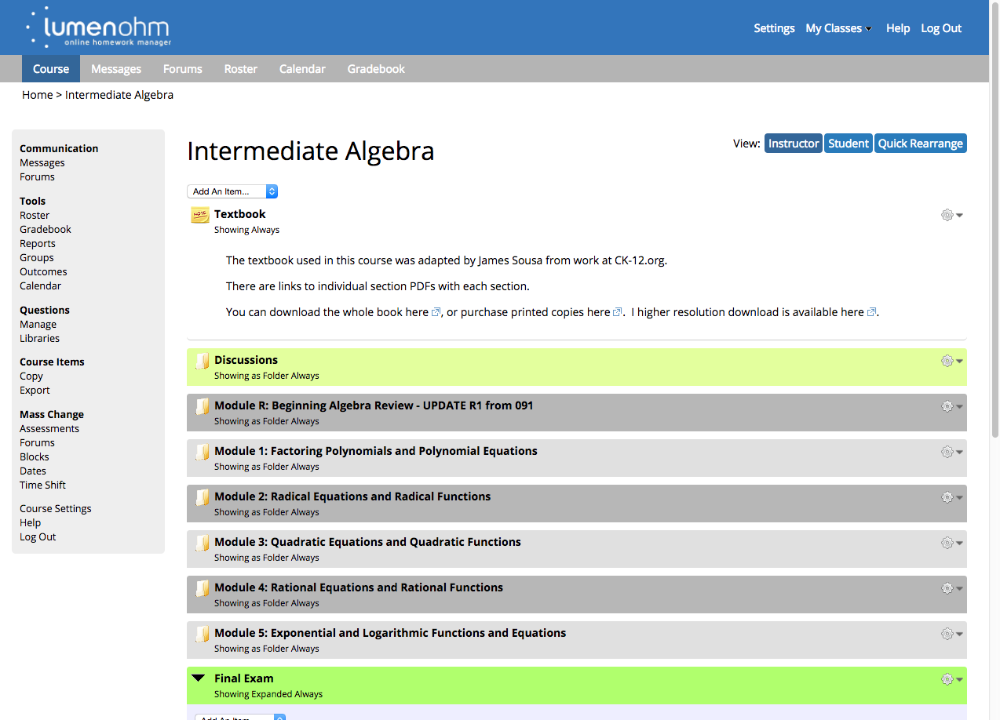 lumenohm
online homework manager
Settings My Classes Help Log Out
Course Messages Forums Roster Calendar Gradebook
Home > Intermediate Algebra
Communication
Messages
Forums
Tools
Roster
Gradebook
Reports
Groups
Outcomes
Calendar
Questions
Manage
Libraries
Course Items
Copy
Export
Mass Change
Assessments
Forums
Blocks
Dates
Time Shift
Course Settings
Help
Log Out
Intermediate Algebra
View: Instructor Student Quick Rearrange
Add An Item...
NOTE
Textbook
Showing Always
The textbook used in this course was adapted by James Sousa from work at CK-12.org.
There are links to individual section PDFs with each section.
You can download the whole book here, or purchase printed copies here. I higher resolution download is available here.
Discussions
Showing as Folder Always
Module R: Beginning Algebra Review - UPDATE R1 from 091
Showing as Folder Always
Module 1: Factoring Polynomials and Polynomial Equations
Showing as Folder Always
Module 2: Radical Equations and Radical Functions
Showing as Folder Always
Module 3: Quadratic Equations and Quadratic Functions
Showing as Folder Always
Module 4: Rational Equations and Rational Functions
Showing as Folder Always
Module 5: Exponential and Logarithmic Functions and Equations
Showing as Folder Always
Final Exam
Showing Expanded Always
Add An Item...